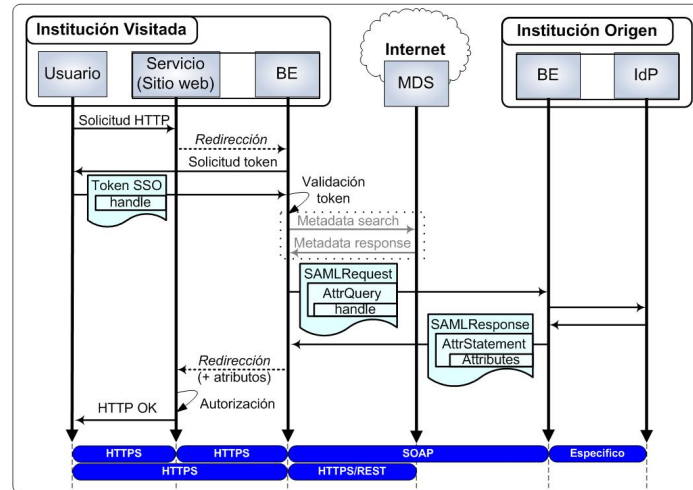 Institución Visitada
Institución Origen
Internet
Usuario
Servicio
(Sitio web)
BE
MDS
BE
IdP
Solicitud HTTP
Redirección
Solicitud token
Token SSO
handle
Validación
token
Metadata search
Metadata response
SAMLRequest
AttrQuery
handle
SAMLResponse
AttrStatement
Attributes
Redirección
(+ atributos)
Autorización
HTTP OK
HTTPS
HTTPS
SOAP
Especifico
HTTPS
HTTPS/REST